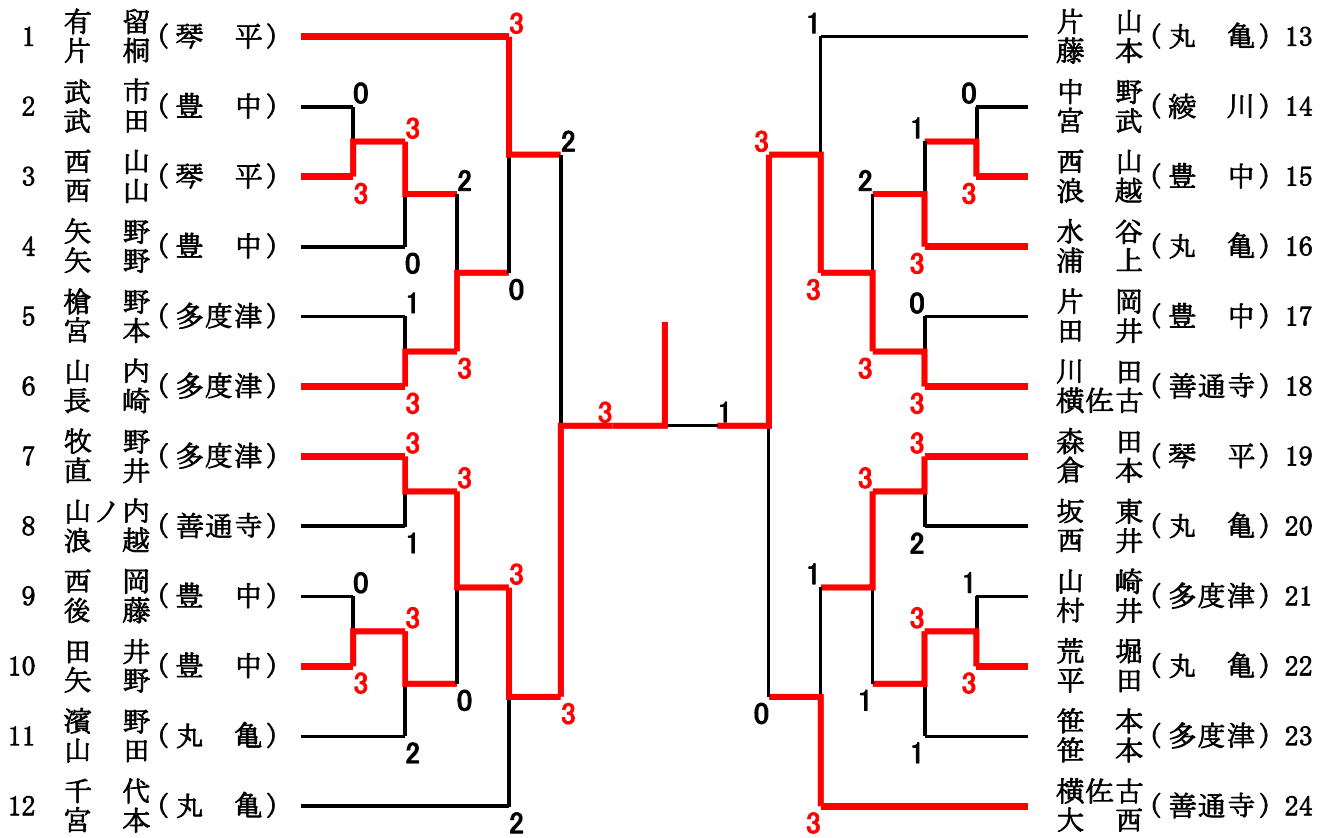 1 有 留 (琴 平)
片 桐
2 武 市 (豊 中)
武 田
3 西 山 (琴 平)
西 山
4 矢 野 (豊 中)
矢 野
5 槍 野 (多度津)
宮 本
6 山 内 (多度津)
長 崎
7 牧 野 (多度津)
直 井
8 山ノ内 (善通寺)
浪 越
9 西 岡 (豊 中)
後 藤
10 田 井 (豊 中)
矢 野
11 濱 野 (丸 亀)
山 田
12 千 代 (丸 亀)
宮 本
3
0
3
3
2
2
0
0
1
3
3
3
3
3
1
0
3
3
3
0
2
3
2
3
1
1
0
1
3
3
2
3
3
0
3
3
3
3
2
1
1
3
3
1
1
0
3
片 山 (丸 亀) 13
藤 本
中 野 (綾 川) 14
宮 武
西 山 (豊 中) 15
浪 越
水 谷 (丸 亀) 16
浦 上
片 岡 (豊 中) 17
田 井
川 田 (善通寺) 18
横佐古
森 田 (琴 平) 19
倉 本
坂 東 (丸 亀) 20
西 井
山 崎 (多度津) 21
村 井
荒 堀 (丸 亀) 22
平 田
笹 本 (多度津) 23
笹 本
横佐古 (善通寺) 24
大 西